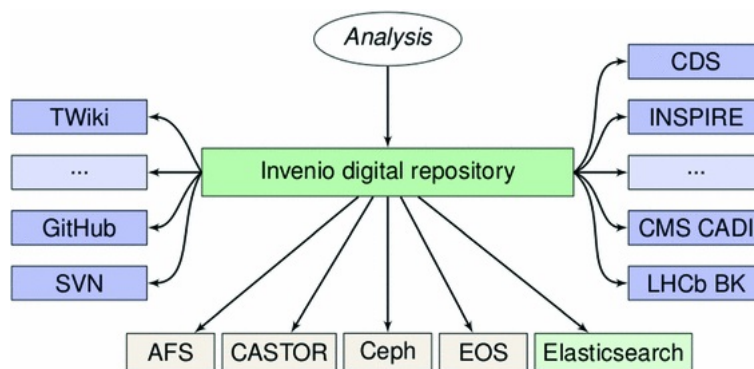 Analysis
CDS
TWiki
INSPIRE
...
Invenio digital repository
...
GitHub
CMS CADI
SVN
LHCb BK
AFS
CASTOR
Ceph
EOS
Elasticsearch